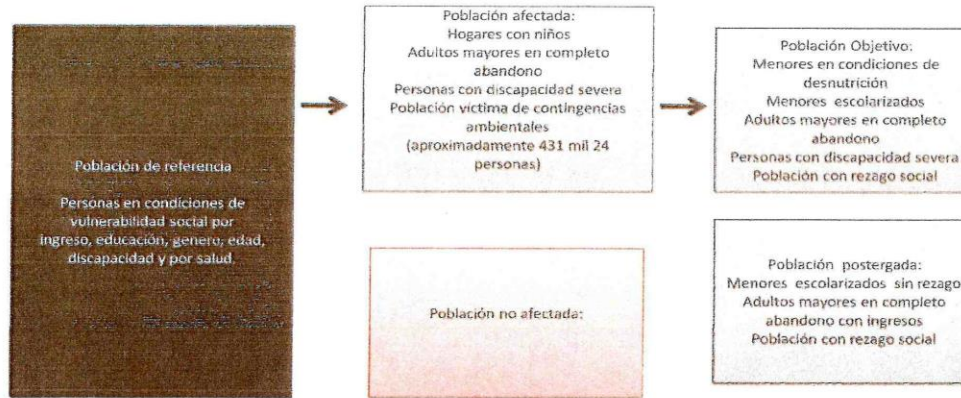 Población de referencia
Personas en condiciones de
vulnerabilidad social por
ingreso, educación, genero, edad,
discapacidad y por salud.
Población afectada:
Hogares con niños
Adultos mayores en completo
abandono
Personas con discapacidad severa
Población víctima de contingencias
ambientales
(aproximadamente 431 mil 24
personas)
Población no afectada:
Población Objetivo:
Menores en condiciones de
desnutrición
Menores escolarizados
Adultos mayores en completo
abandono
Personas con discapacidad severa
Población con rezago social
Población postergada:
Menores escolarizados sin rezago
Adultos mayores en completo
abandono con ingresos
Población con rezago social